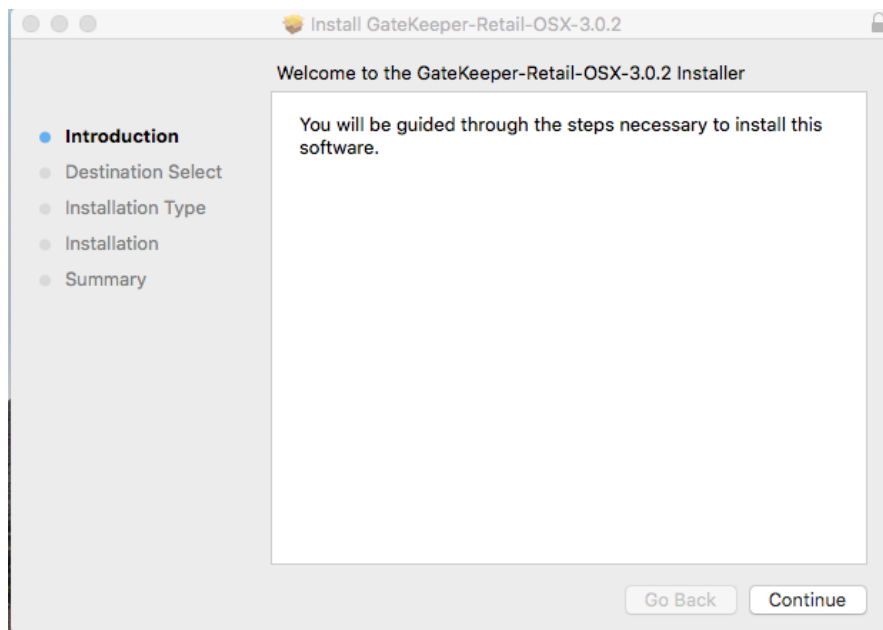 Install GateKeeper-Retail-OSX-3.0.2
Welcome to the GateKeeper-Retail-OSX-3.0.2 Installer
Introduction
Destination Select
Installation Type
Installation
Summary
You will be guided through the steps necessary to install this
software.
Go Back
Continue